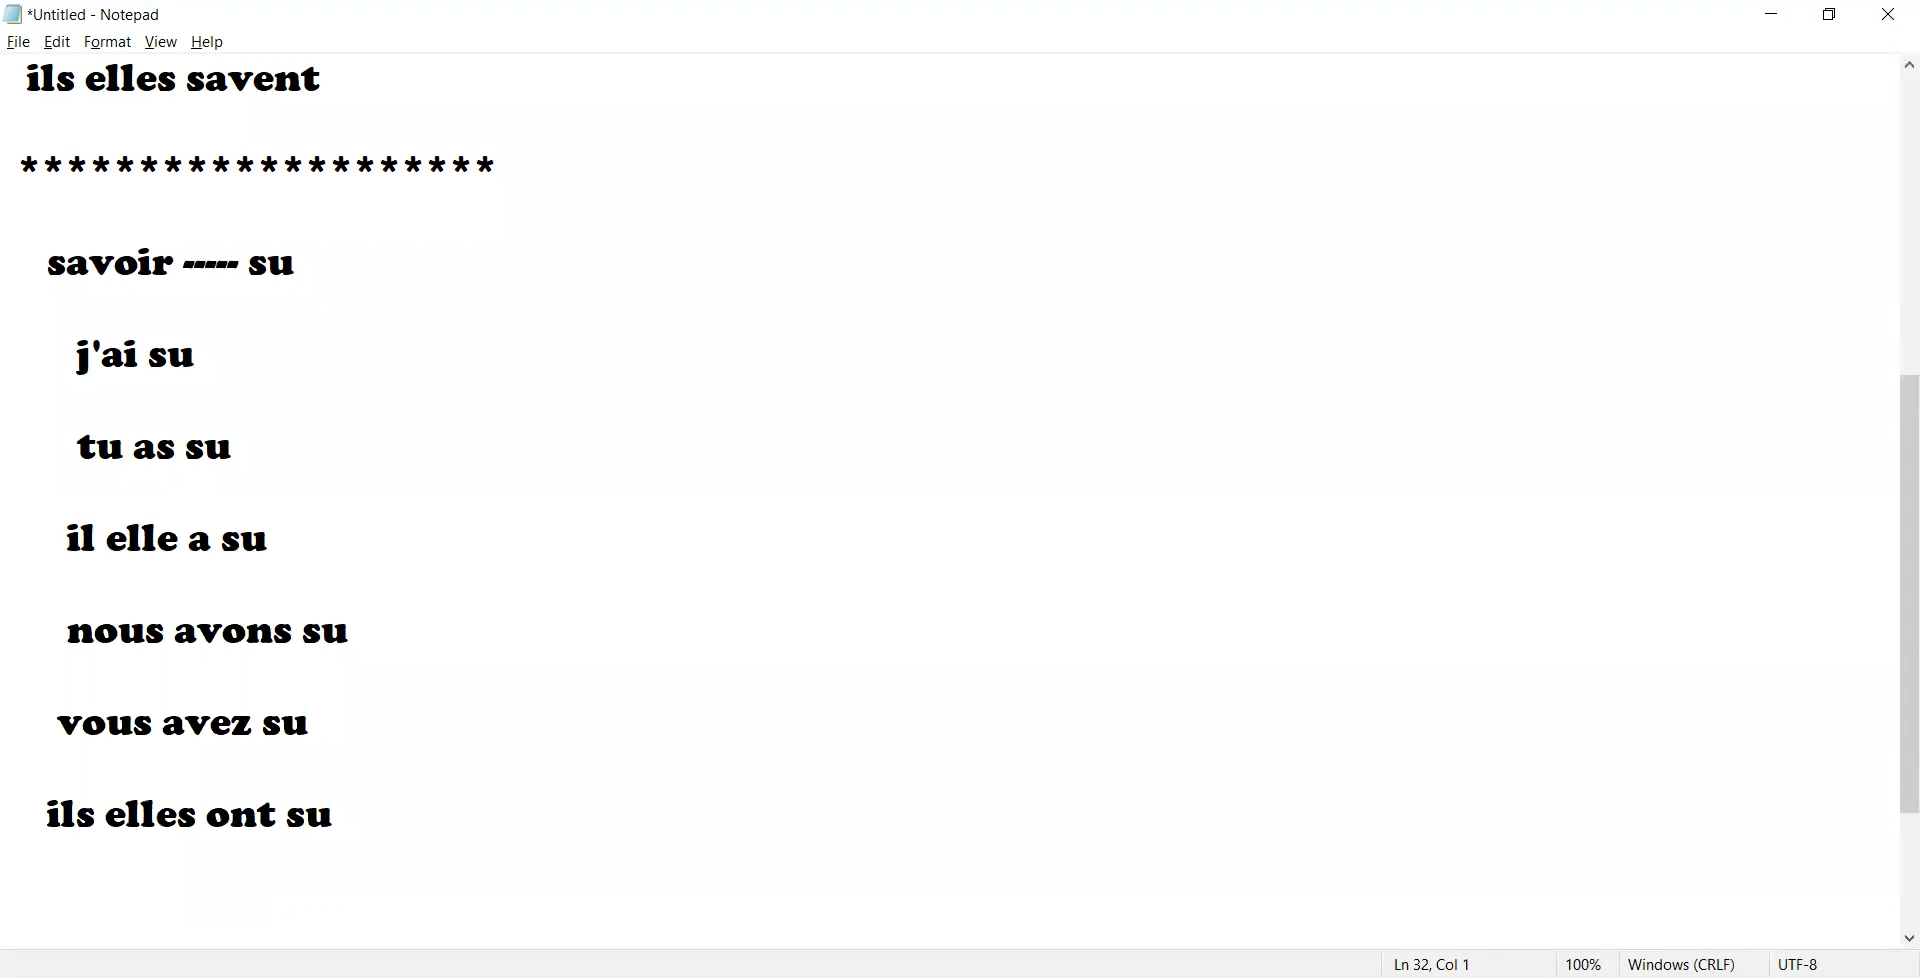 *Untitled - Notepad
File Edit Format View Help
ils elles savent
********************
savoir ----- su
j'ai su
tu as su
il elle a su
nous avons su
vous avez su
ils elles ont su
Ln 32, Col 1 100% Windows (CRLF) UTF-8